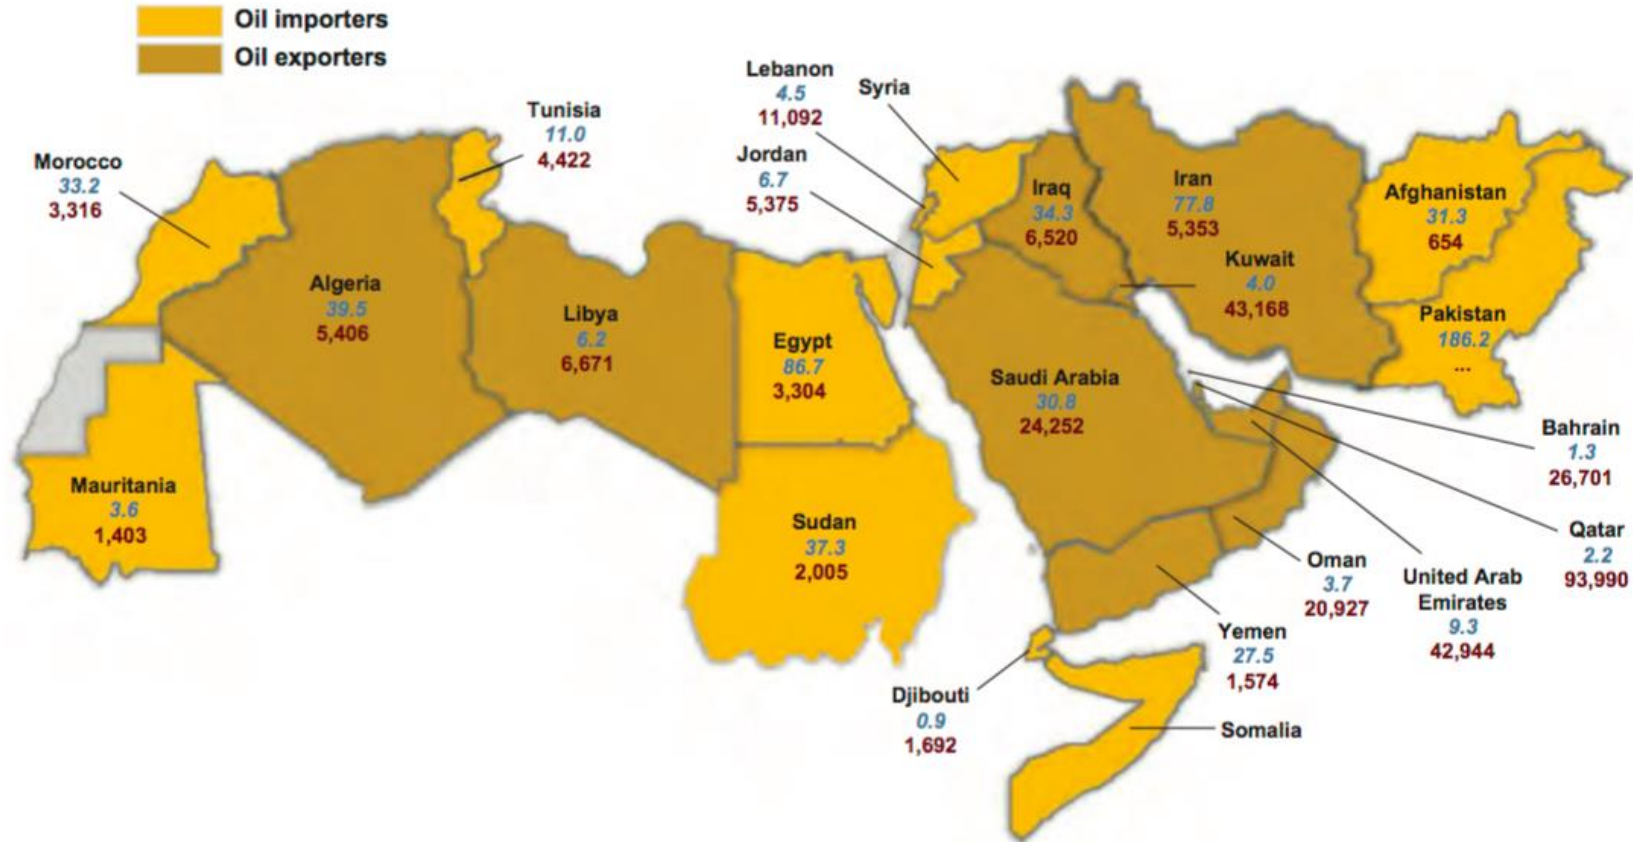 Oil importers
Oil exporters
Lebanon
4.5
11,092
Syria
Tunisia
11.0
4,422
Morocco
33.2
3,316
Jordan
6.7
5,375
Iraq
34.3
6,520
Iran
77.8
5,353
Afghanistan
31.3
654
Kuwait
4.0
43,168
Algeria
39.5
5,406
Libya
6.2
6,671
Egypt
86.7
3,304
Pakistan
186.2
...
Saudi Arabia
30.8
24,252
Bahrain
1.3
26,701
Mauritania
3.6
1,403
Sudan
37.3
2,005
Qatar
2.2
93,990
Oman
3.7
20,927
United Arab
Emirates
9.3
42,944
Yemen
27.5
1,574
Djibouti
0.9
1,692
Somalia